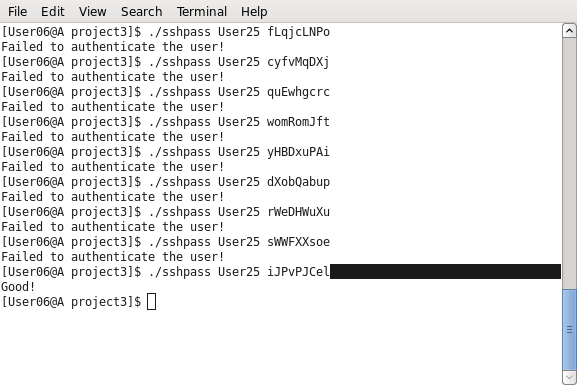 File Edit View Search Terminal Help
[User06@A project3]$ ./sshpass User25 fLqjcLNPo
Failed to authenticate the user!
[User06@A project3]$ ./sshpass User25 cyfvMqDXj
Failed to authenticate the user!
[User06@A project3]$ ./sshpass User25 quEwhgcrc
Failed to authenticate the user!
[User06@A project3]$ ./sshpass User25 womRomJft
Failed to authenticate the user!
[User06@A project3]$ ./sshpass User25 yHBDxuPAi
Failed to authenticate the user!
[User06@A project3]$ ./sshpass User25 dXobQabup
Failed to authenticate the user!
[User06@A project3]$ ./sshpass User25 rWeDHWuXu
Failed to authenticate the user!
[User06@A project3]$ ./sshpass User25 sWWFXXsoe
Failed to authenticate the user!
[User06@A project3]$ ./sshpass User25 iJPvPJCel
Good!
[User06@A project3]$